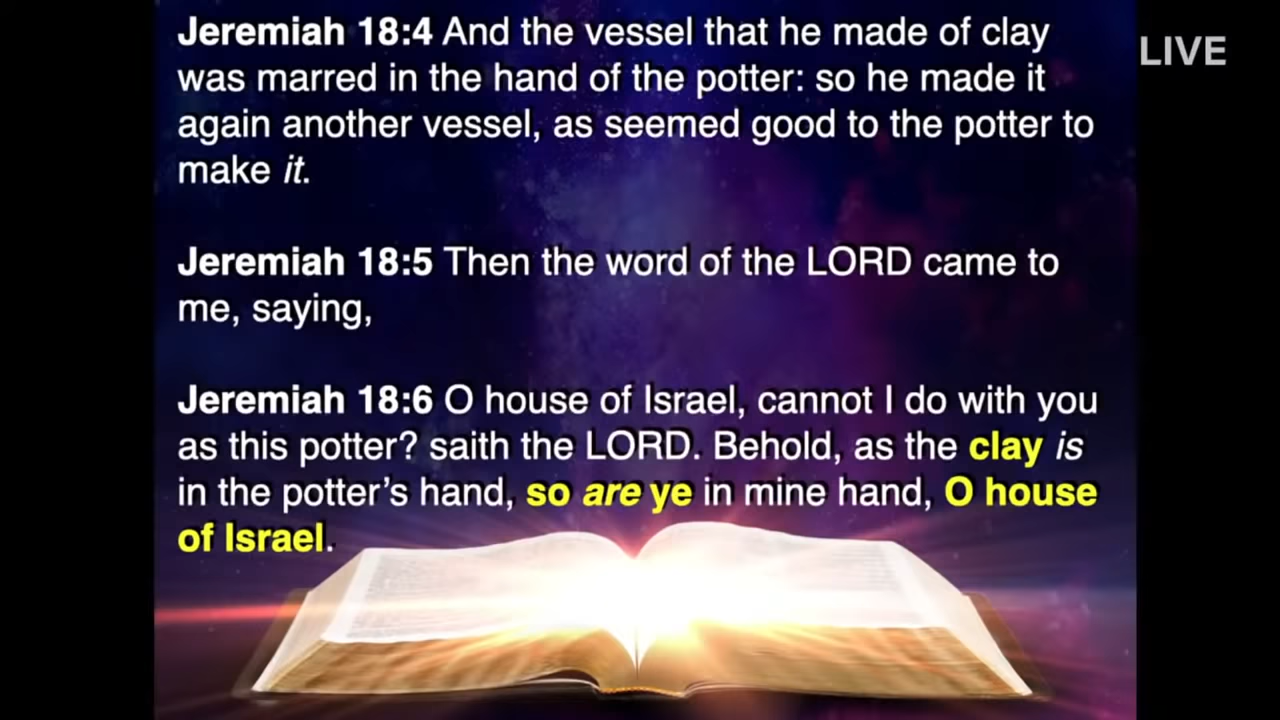 Jeremiah 18:4 And the vessel that he made of clay
was marred in the hand of the potter: so he made it
again another vessel, as seemed good to the potter to
make it.
LIVE
Jeremiah 18:5 Then the word of the LORD came to
me, saying,
Jeremiah 18:6 O house of Israel, cannot I do with you
as this potter? saith the LORD. Behold, as the clay is
in the potter’s hand, so are ye in mine hand, O house
of Israel.